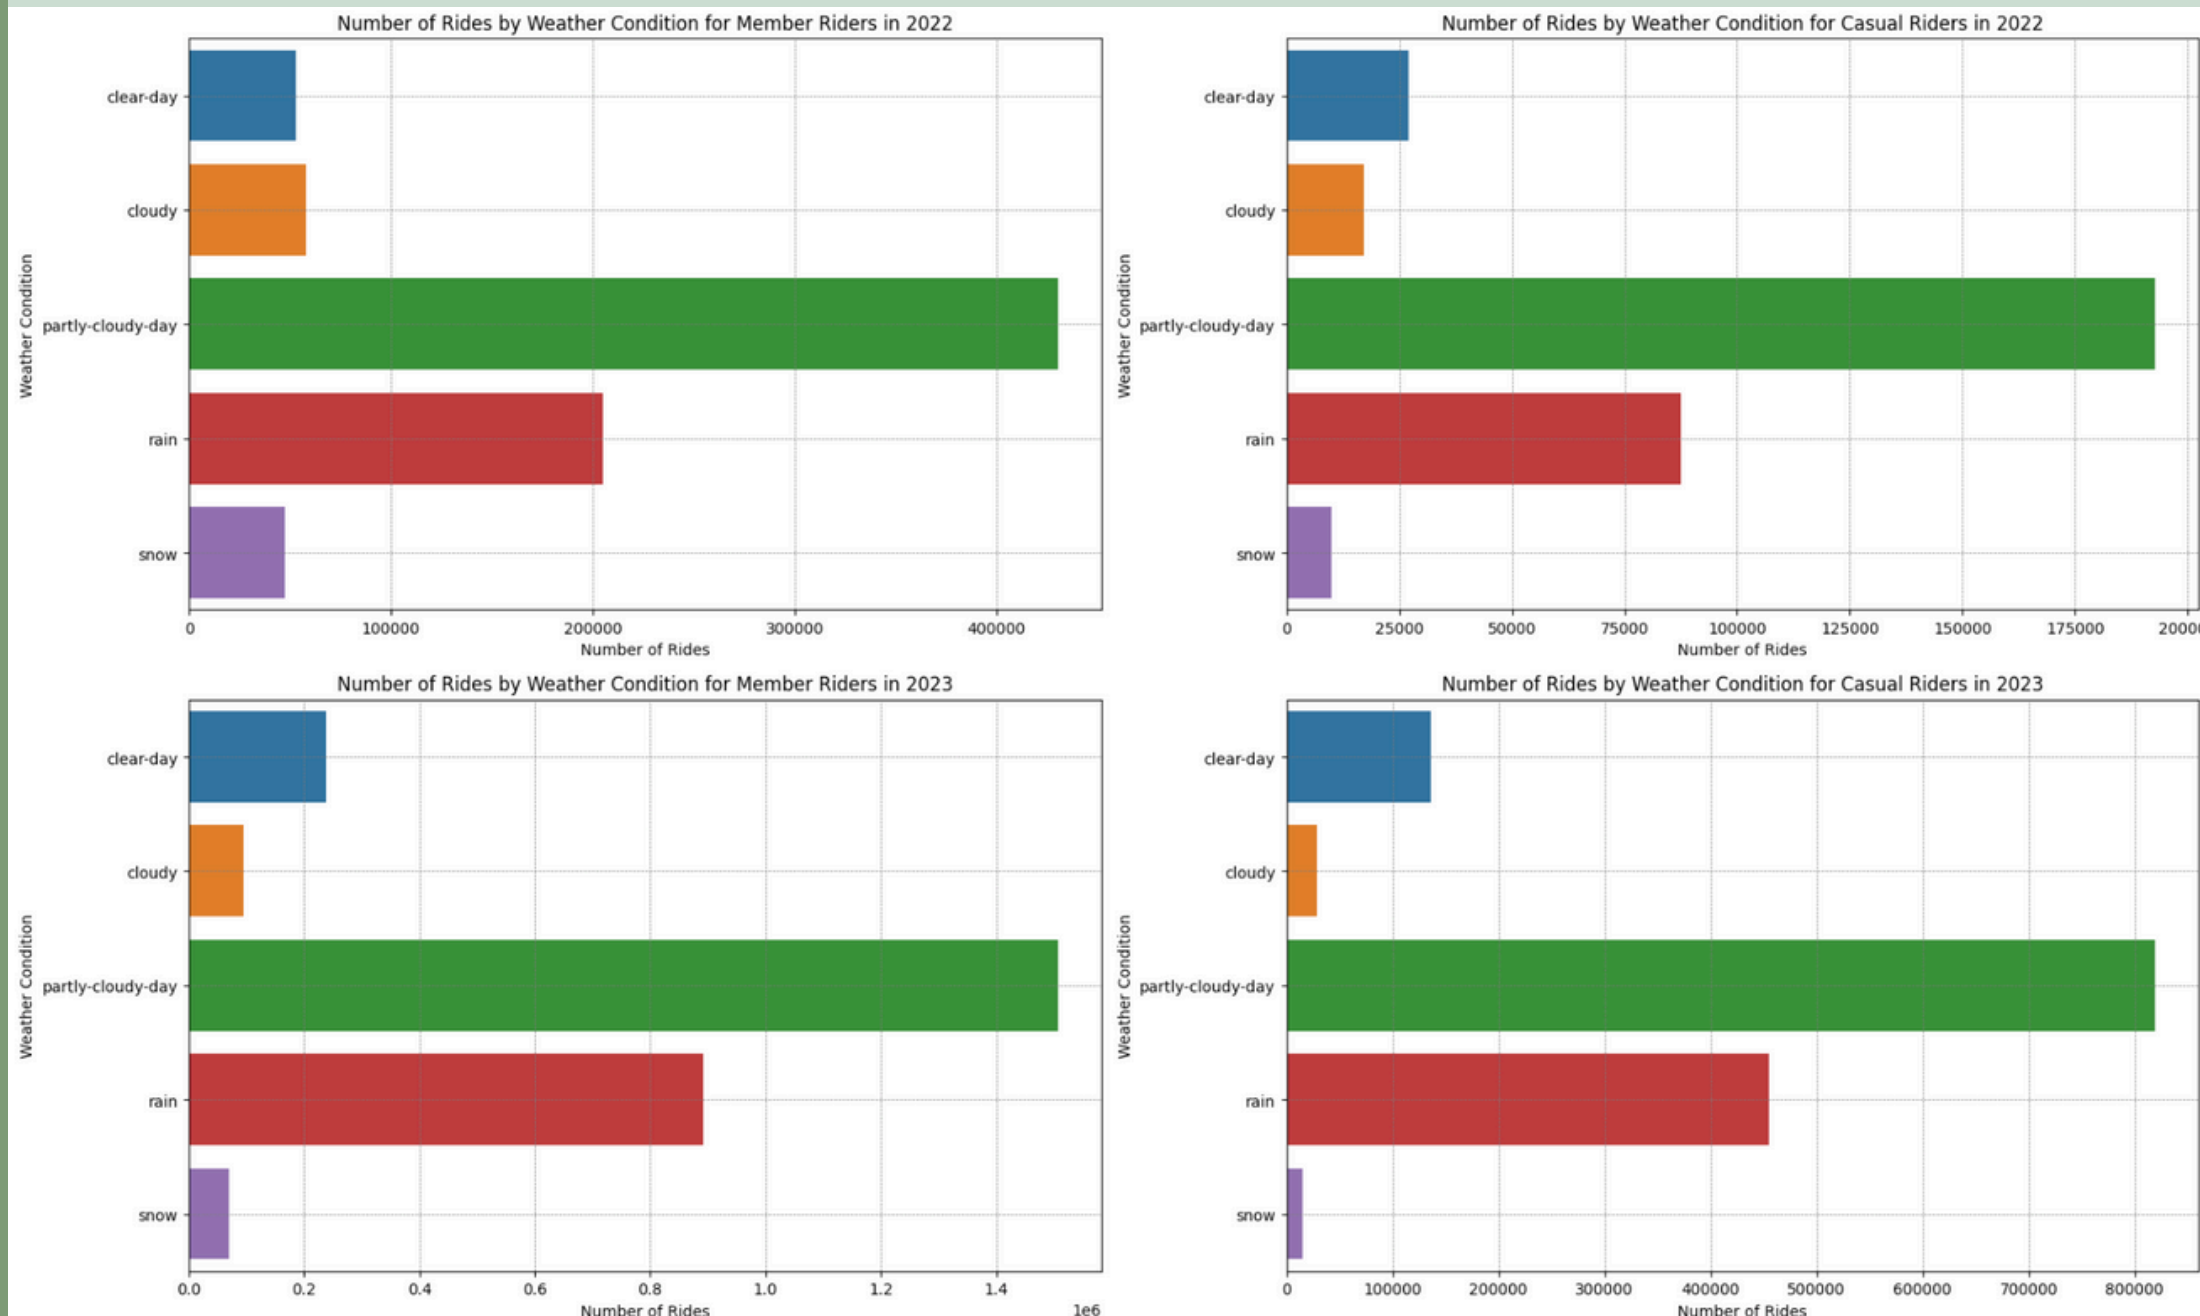 Number of Rides by Weather Condition for Member Riders in 2022
Weather Condition
clear-day
cloudy
partly-cloudy-day
rain
snow
0 100000 200000 300000 400000
Number of Rides
Number of Rides by Weather Condition for Casual Riders in 2022
Weather Condition
clear-day
cloudy
partly-cloudy-day
rain
snow
0 25000 50000 75000 100000 125000 150000 175000
Number of Rides
Number of Rides by Weather Condition for Member Riders in 2023
Weather Condition
clear-day
cloudy
partly-cloudy-day
rain
snow
0.0 0.2 0.4 0.6 0.8 1.0 1.2 1.4
Number of Rides 1e6
Number of Rides by Weather Condition for Casual Riders in 2023
Weather Condition
clear-day
cloudy
partly-cloudy-day
rain
snow
0 100000 200000 300000 400000 500000 600000 700000 800000
Number of Rides